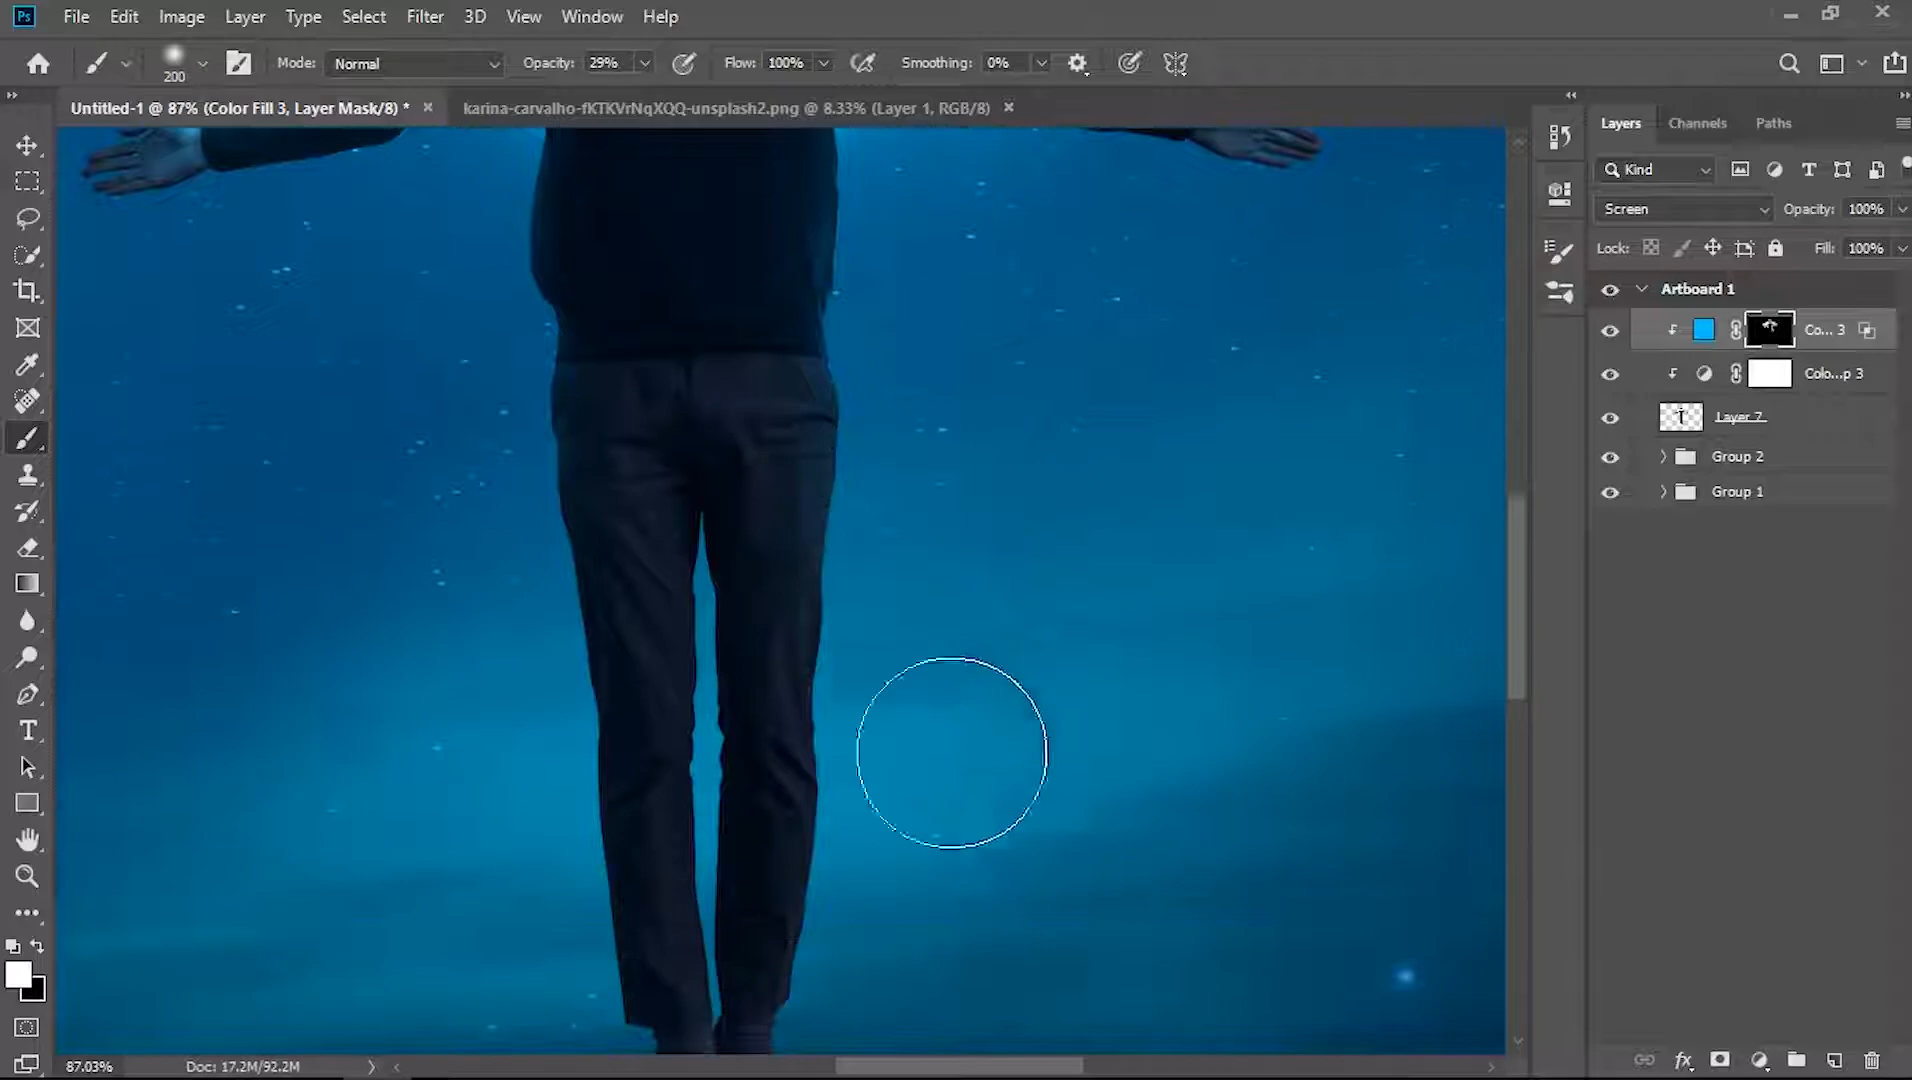 Ps File Edit Image Layer Type Select Filter 3D View Window Help
200 Mode: Normal Opacity: 29% Flow: 100% Smoothing: 0%
Untitled-1 @ 87% (Color Fill 3, Layer Mask/8) * × karina-carvalho-fKTKVrNqXQQ-unsplash2.png @ 8.33% (Layer 1, RGB/8) ×
Layers Channels Paths
Kind
Screen Opacity: 100%
Lock: Fill: 100%
Artboard 1
Co... 3
Colo...p 3
Layer 7
Group 2
Group 1
87.03% Doc: 17.2M/92.2M